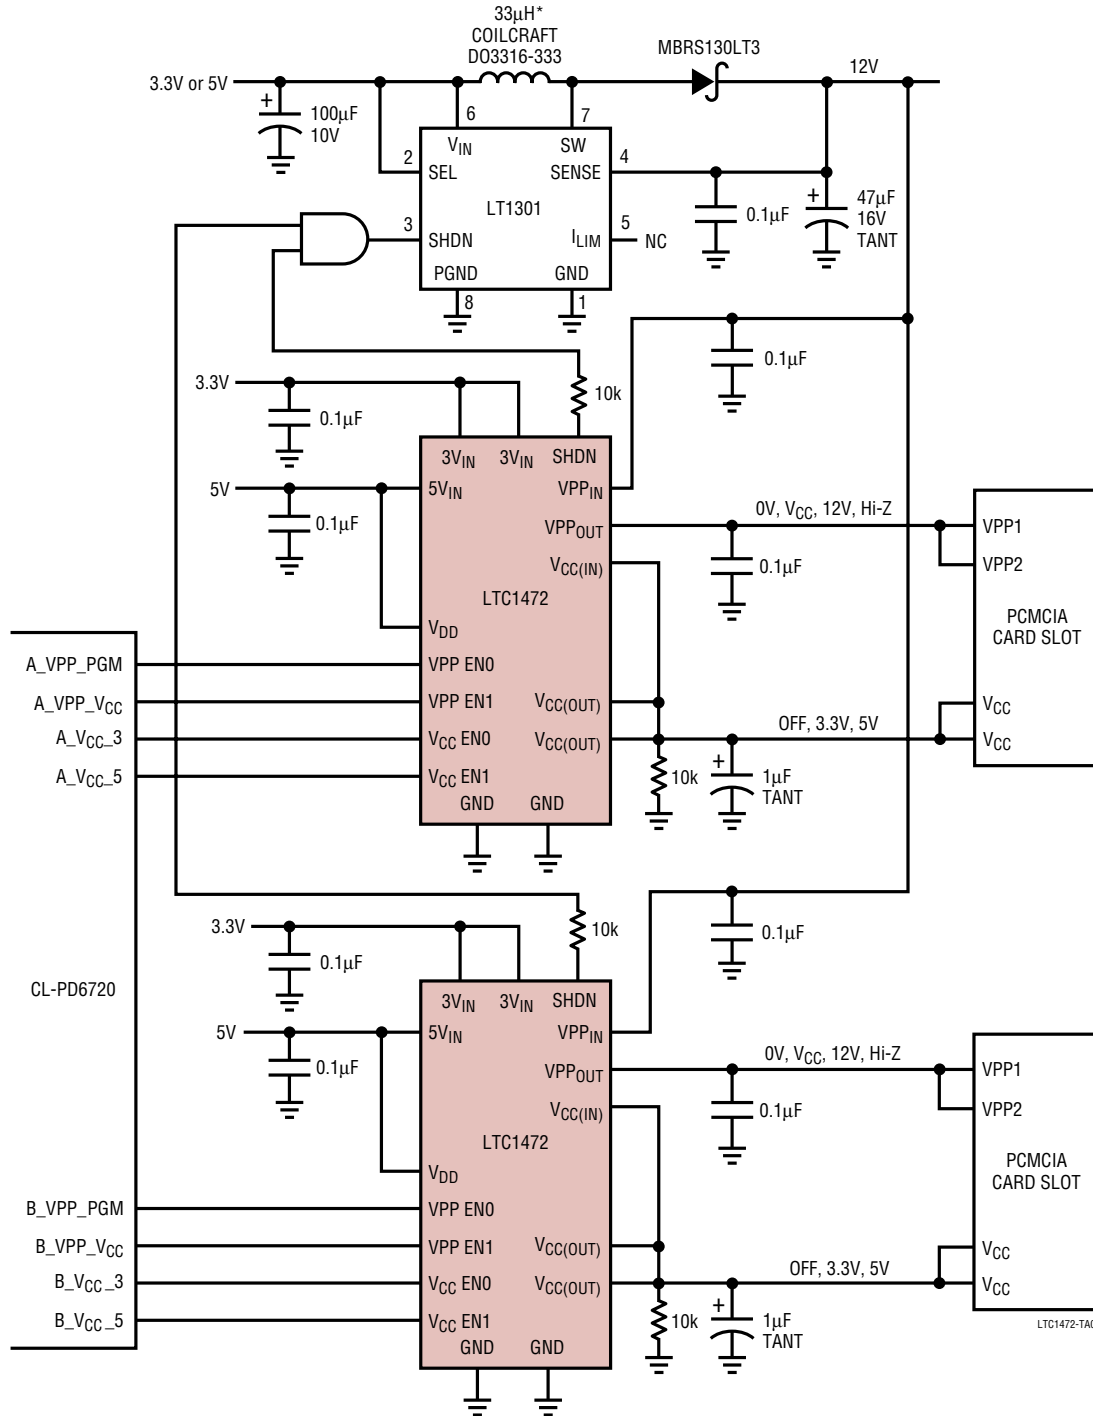 33µH*
COILCRAFT
DO3316-333
MBRS130LT3
3.3V or 5V
12V
+
100µF
10V
6
7
VIN
SW
2
SEL
SENSE
4
LT1301
+
47µF
16V
TANT
0.1µF
3
SHDN
ILIM
5
NC
PGND
GND
8
1
0.1µF
3.3V
10k
0.1µF
3VIN
3VIN
SHDN
5V
5VIN
VPPIN
0.1µF
VPPOUT
0V, VCC, 12V, Hi-Z
VPP1
0.1µF
VCC(IN)
VPP2
LTC1472
PCMCIA
CARD SLOT
VDD
A_VPP_PGM
VPP EN0
A_VPP_VCC
VPP EN1
VCC(OUT)
VCC
A_VCC_3
VCC EN0
VCC(OUT)
OFF, 3.3V, 5V
VCC
A_VCC_5
VCC EN1
10k
+
1µF
TANT
GND
GND
3.3V
10k
0.1µF
0.1µF
CL-PD6720
3VIN
3VIN
SHDN
5V
5VIN
VPPIN
0.1µF
VPPOUT
0V, VCC, 12V, Hi-Z
VPP1
0.1µF
VCC(IN)
VPP2
LTC1472
PCMCIA
CARD SLOT
VDD
B_VPP_PGM
VPP EN0
B_VPP_VCC
VPP EN1
VCC(OUT)
VCC
B_VCC_3
VCC EN0
VCC(OUT)
OFF, 3.3V, 5V
VCC
B_VCC_5
VCC EN1
10k
+
1µF
TANT
GND
GND